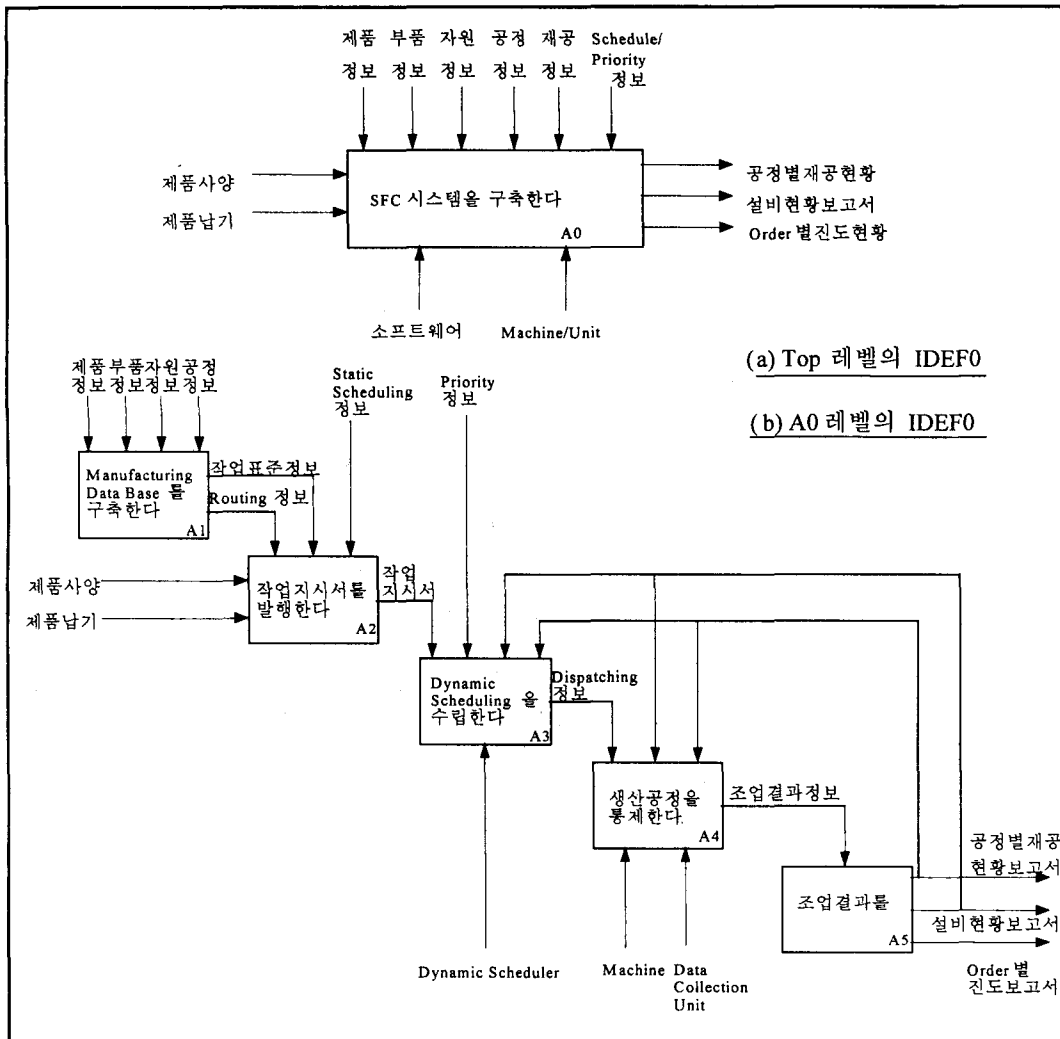 제품 부품 자원 공정 재공 Schedule/
정보 정보 정보 정보 정보 Priority
정보
제품사양
제품납기
SFC 시스템을 구축한다
A0
공정별재공현황
설비현황보고서
Order 별진도현황
소프트웨어
Machine/Unit
(a) Top 레벨의 IDEF0
(b) A0 레벨의 IDEF0
제품부품자원공정
정보정보정보정보
Static
Scheduling
정보
Priority
정보
Manufacturing
Data Base 를
구축한다
A1
작업표준정보
Routing 정보
제품사양
제품납기
작업지시서를
발행한다
A2
작업
지시서
Dynamic
Scheduling 을
수립한다
A3
Dispatching
정보
생산공정을
통제한다.
A4
조업결과정보
조업결과를
A5
공정별재공
현황보고서
설비현황보고서
Order 별
진도보고서
Dynamic Scheduler
Machine
Data
Collection
Unit